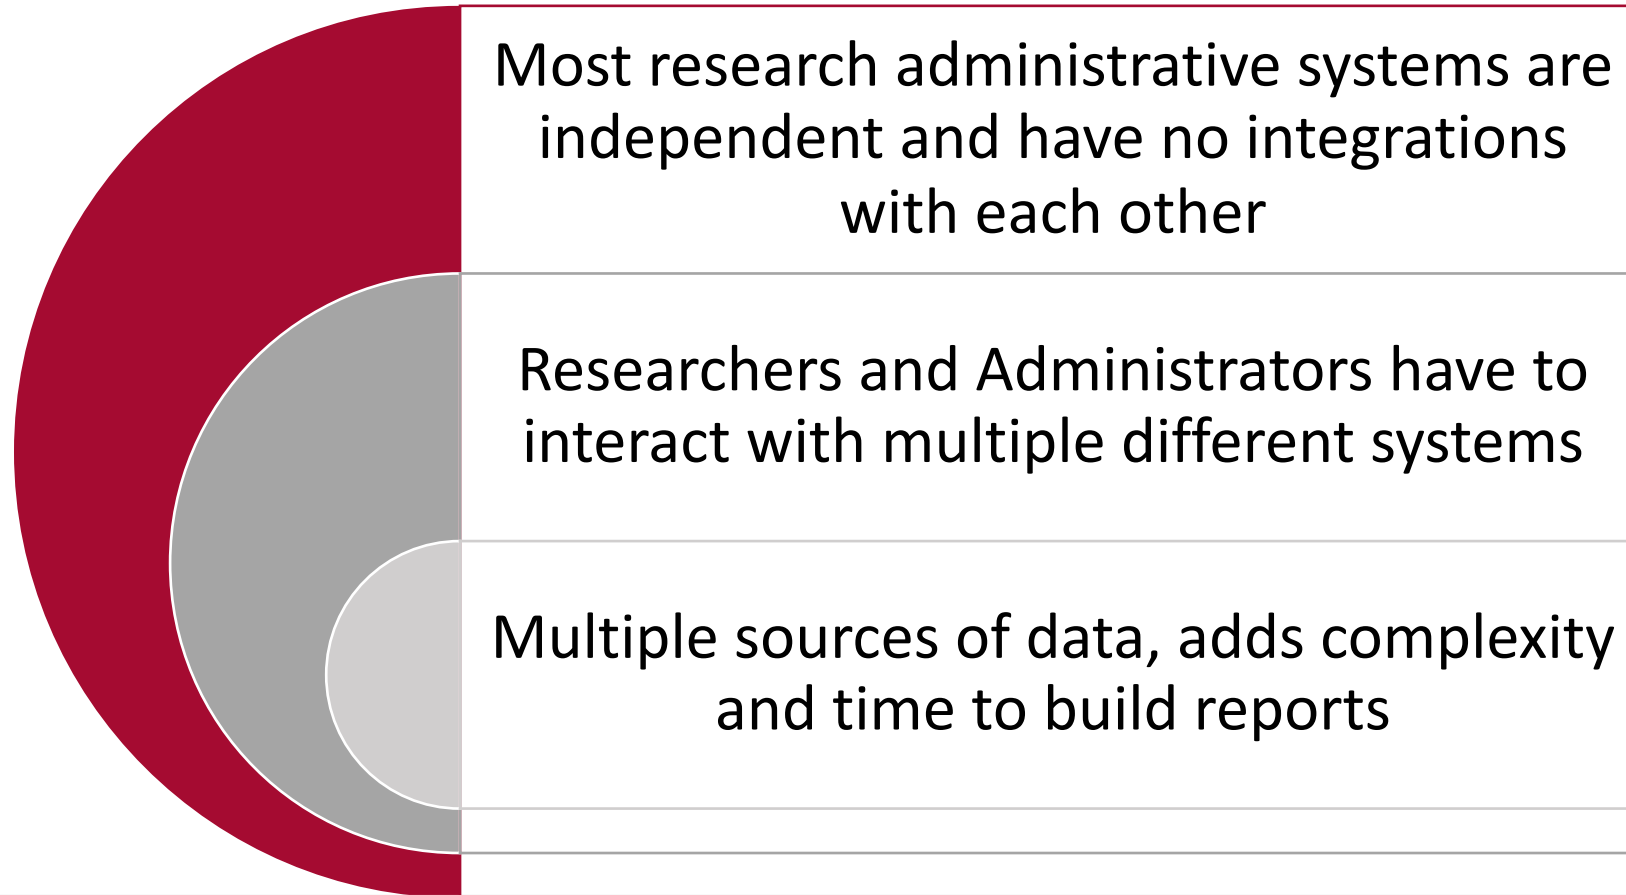 Most research administrative systems are
independent and have no integrations
with each other
Researchers and Administrators have to
interact with multiple different systems
Multiple sources of data, adds complexity
and time to build reports